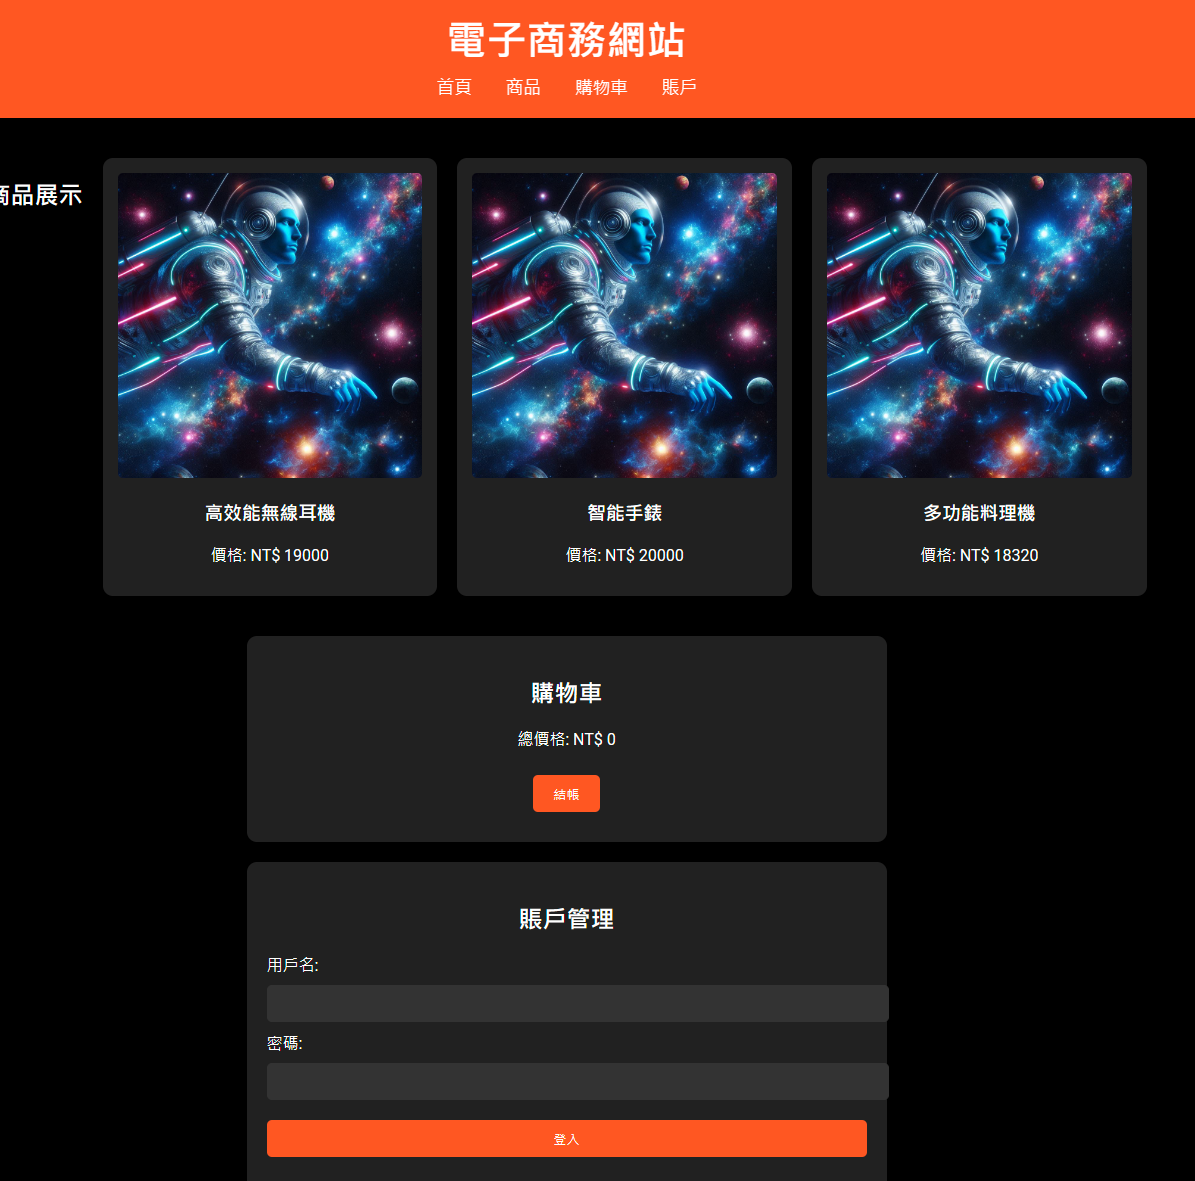 電子商務網站
首頁 商品 購物車 賬戶
商品展示
高效能無線耳機
價格: NT$ 19000
智能手錶
價格: NT$ 20000
多功能料理機
價格: NT$ 18320
購物車
總價格: NT$ 0
結帳
賬戶管理
用戶名:
密碼:
登入